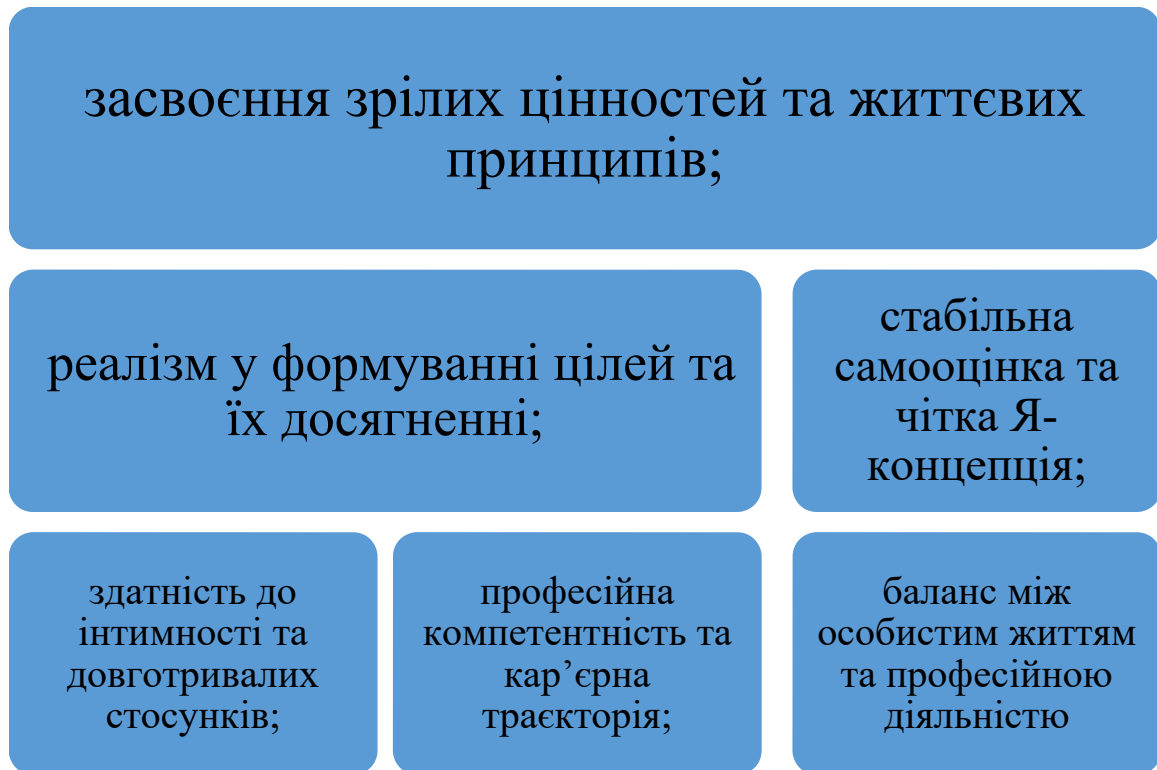 засвоєння зрілих цінностей та життєвих
принципів;
реалізм у формуванні цілей та
їх досягненні;
стабільна
самооцінка та
чітка Я-
концепція;
здатність до
інтимності та
довготривалих
стосунків;
професійна
компетентність та
кар’єрна
траєкторія;
баланс між
особистим життям
та професійною
діяльністю